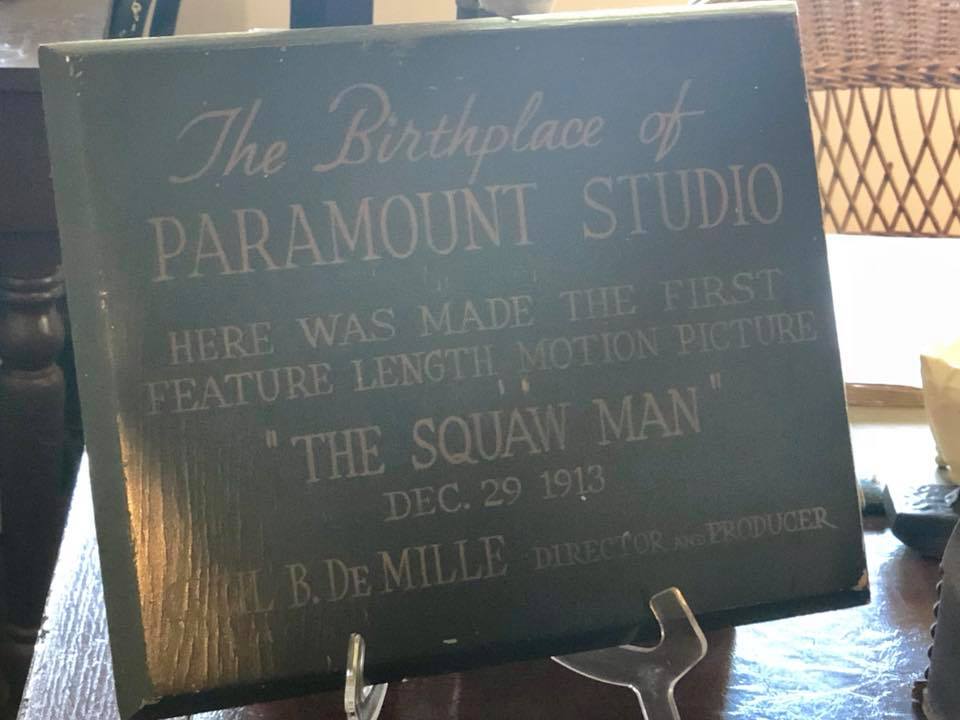 The Birthplace of
PARAMOUNT STUDIO
HERE WAS MADE THE FIRST
FEATURE LENGTH MOTION PICTURE
"THE SQUAW MAN"
DEC. 29 1913
B. DE MILLE DIRECTOR AND PRODUCER